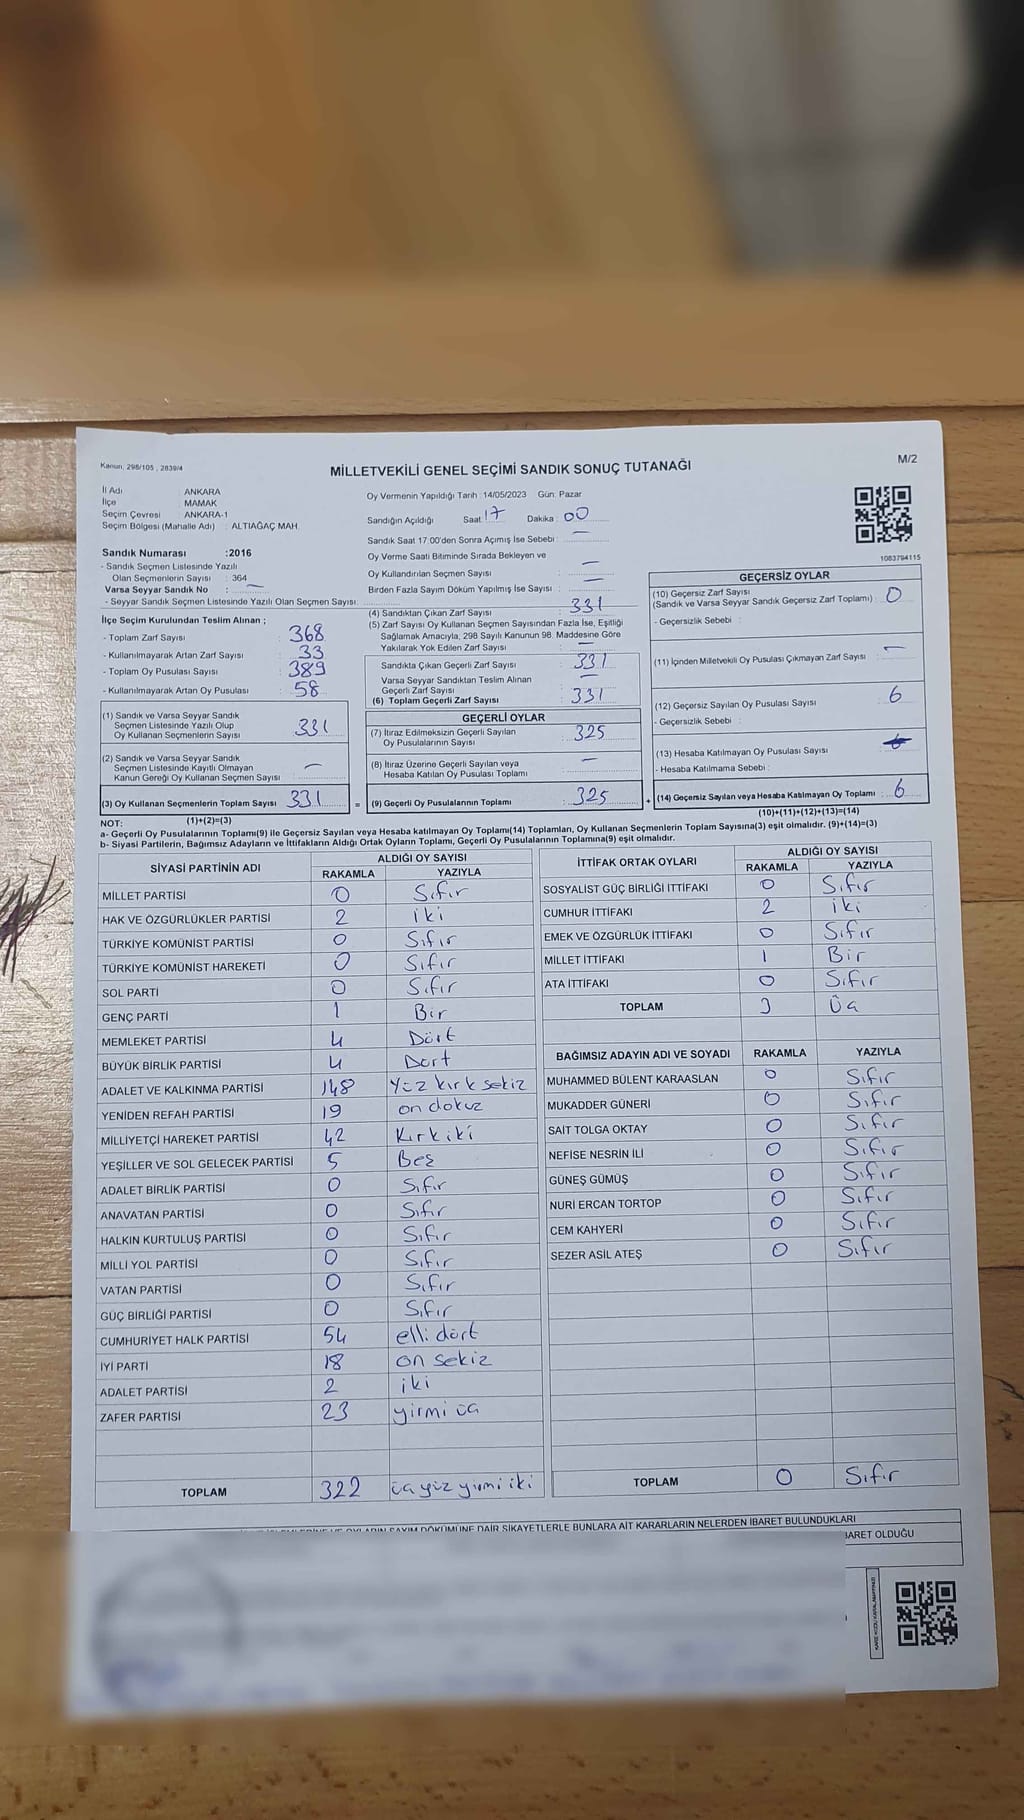 Kanun: 298/105 , 2839/4
MİLLETVEKİLİ GENEL SEÇİMİ SANDIK SONUÇ TUTANAĞI
M/2
İl Adı ANKARA
İlçe MAMAK
Seçim Çevresi ANKARA-1
Seçim Bölgesi (Mahalle Adı) : ALTIAĞAÇ MAH.
Sandık Numarası :2016
- Sandık Seçmen Listesinde Yazılı
Olan Seçmenlerin Sayısı : 364
Varsa Seyyar Sandık No : —
- Seyyar Sandık Seçmen Listesinde Yazılı Olan Seçmen Sayısı:
İlçe Seçim Kurulundan Teslim Alınan ;
- Toplam Zarf Sayısı : 368
- Kullanılmayarak Artan Zarf Sayısı : 33
- Toplam Oy Pusulası Sayısı : 389
- Kullanılmayarak Artan Oy Pusulası : 58
(1) Sandık ve Varsa Seyyar Sandık
Seçmen Listesinde Yazılı Olup
Oy Kullanan Seçmenlerin Sayısı 331
(2) Sandık ve Varsa Seyyar Sandık
Seçmen Listesinde Kayıtlı Olmayan
Kanun Gereği Oy Kullanan Seçmen Sayısı —
(3) Oy Kullanan Seçmenlerin Toplam Sayısı 331 =
Oy Vermenin Yapıldığı Tarih :14/05/2023 Gün: Pazar
Sandığın Açıldığı Saat: 17 Dakika : 00
Sandık Saat 17:00'den Sonra Açımış İse Sebebi : —
Oy Verme Saati Bitiminde Sırada Bekleyen ve
Oy Kullandırılan Seçmen Sayısı : —
Birden Fazla Sayım Döküm Yapılmış İse Sayısı : —
(4) Sandıktan Çıkan Zarf Sayısı : 331
(5) Zarf Sayısı Oy Kullanan Seçmen Sayısından Fazla İse, Eşitliği
Sağlamak Amacıyla, 298 Sayılı Kanunun 98. Maddesine Göre
Yakılarak Yok Edilen Zarf Sayısı : —
Sandıkta Çıkan Geçerli Zarf Sayısı : 331
Varsa Seyyar Sandıktan Teslim Alınan
Geçerli Zarf Sayısı : —
(6) Toplam Geçerli Zarf Sayısı : 331
GEÇERLİ OYLAR
(7) İtiraz Edilmeksizin Geçerli Sayılan
Oy Pusulalarının Sayısı 325
(8) İtiraz Üzerine Geçerli Sayılan veya
Hesaba Katılan Oy Pusulası Toplamı —
(9) Geçerli Oy Pusulalarının Toplamı : 325 +
1083794115
GEÇERSİZ OYLAR
(10) Geçersiz Zarf Sayısı
(Sandık ve Varsa Seyyar Sandık Geçersiz Zarf Toplamı) : 0
- Geçersizlik Sebebi :
(11) İçinden Milletvekili Oy Pusulası Çıkmayan Zarf Sayısı : —
(12) Geçersiz Sayılan Oy Pusulası Sayısı : 6
- Geçersizlik Sebebi :
(13) Hesaba Katılmayan Oy Pusulası Sayısı
- Hesaba Katılmama Sebebi :
(14) Geçersiz Sayılan veya Hesaba Katılmayan Oy Toplamı : 6
NOT: (1)+(2)=(3)
(10)+(11)+(12)+(13)=(14)
a- Geçerli Oy Pusulalarının Toplamı(9) ile Geçersiz Sayılan veya Hesaba katılmayan Oy Toplamı(14) Toplamları, Oy Kullanan Seçmenlerin Toplam Sayısına(3) eşit olmalıdır. (9)+(14)=(3)
b- Siyasi Partilerin, Bağımsız Adayların ve İttifakların Aldığı Ortak Oyların Toplamı, Geçerli Oy Pusulalarının Toplamına(9) eşit olmalıdır.
SİYASİ PARTİNİN ADI ALDIĞI OY SAYISI
RAKAMLA YAZIYLA
MİLLET PARTİSİ 0 Sıfır
HAK VE ÖZGÜRLÜKLER PARTİSİ 2 iki
TÜRKİYE KOMÜNİST PARTİSİ 0 Sıfır
TÜRKİYE KOMÜNİST HAREKETİ 0 Sıfır
SOL PARTİ 0 Sıfır
GENÇ PARTİ 1 Bir
MEMLEKET PARTİSİ 4 Dört
BÜYÜK BİRLİK PARTİSİ 4 Dört
ADALET VE KALKINMA PARTİSİ 148 Yüz kırk sekiz
YENİDEN REFAH PARTİSİ 19 on dokuz
MİLLİYETÇİ HAREKET PARTİSİ 42 Kırk iki
YEŞİLLER VE SOL GELECEK PARTİSİ 5 Beş
ADALET BİRLİK PARTİSİ 0 Sıfır
ANAVATAN PARTİSİ 0 Sıfır
HALKIN KURTULUŞ PARTİSİ 0 Sıfır
MİLLİ YOL PARTİSİ 0 Sıfır
VATAN PARTİSİ 0 Sıfır
GÜÇ BİRLİĞİ PARTİSİ 0 Sıfır
CUMHURİYET HALK PARTİSİ 54 elli dört
İYİ PARTİ 18 on sekiz
ADALET PARTİSİ 2 iki
ZAFER PARTİSİ 23 yirmi üç
TOPLAM 322 üç yüz yirmi iki
İTTİFAK ORTAK OYLARI ALDIĞI OY SAYISI
RAKAMLA YAZIYLA
SOSYALİST GÜÇ BİRLİĞİ İTTİFAKI 0 Sıfır
CUMHUR İTTİFAKI 2 iki
EMEK VE ÖZGÜRLÜK İTTİFAKI 0 Sıfır
MİLLET İTTİFAKI 1 Bir
ATA İTTİFAKI 0 Sıfır
TOPLAM 3 Üç
BAĞIMSIZ ADAYIN ADI VE SOYADI RAKAMLA YAZIYLA
MUHAMMED BÜLENT KARAASLAN 0 Sıfır
MUKADDER GÜNERİ 0 Sıfır
SAİT TOLGA OKTAY 0 Sıfır
NEFİSE NESRİN İLİ 0 Sıfır
GÜNEŞ GÜMÜŞ 0 Sıfır
NURİ ERCAN TORTOP 0 Sıfır
CEM KAHYERİ 0 Sıfır
SEZER ASİL ATEŞ 0 Sıfır
TOPLAM 0 Sıfır
OYLARIN SAYIM DÖKÜMÜNE DAİR ŞİKAYETLERLE BUNLARA AİT KARARLARIN NELERDEN İBARET BULUNDUKLARI
İBARET OLDUĞU